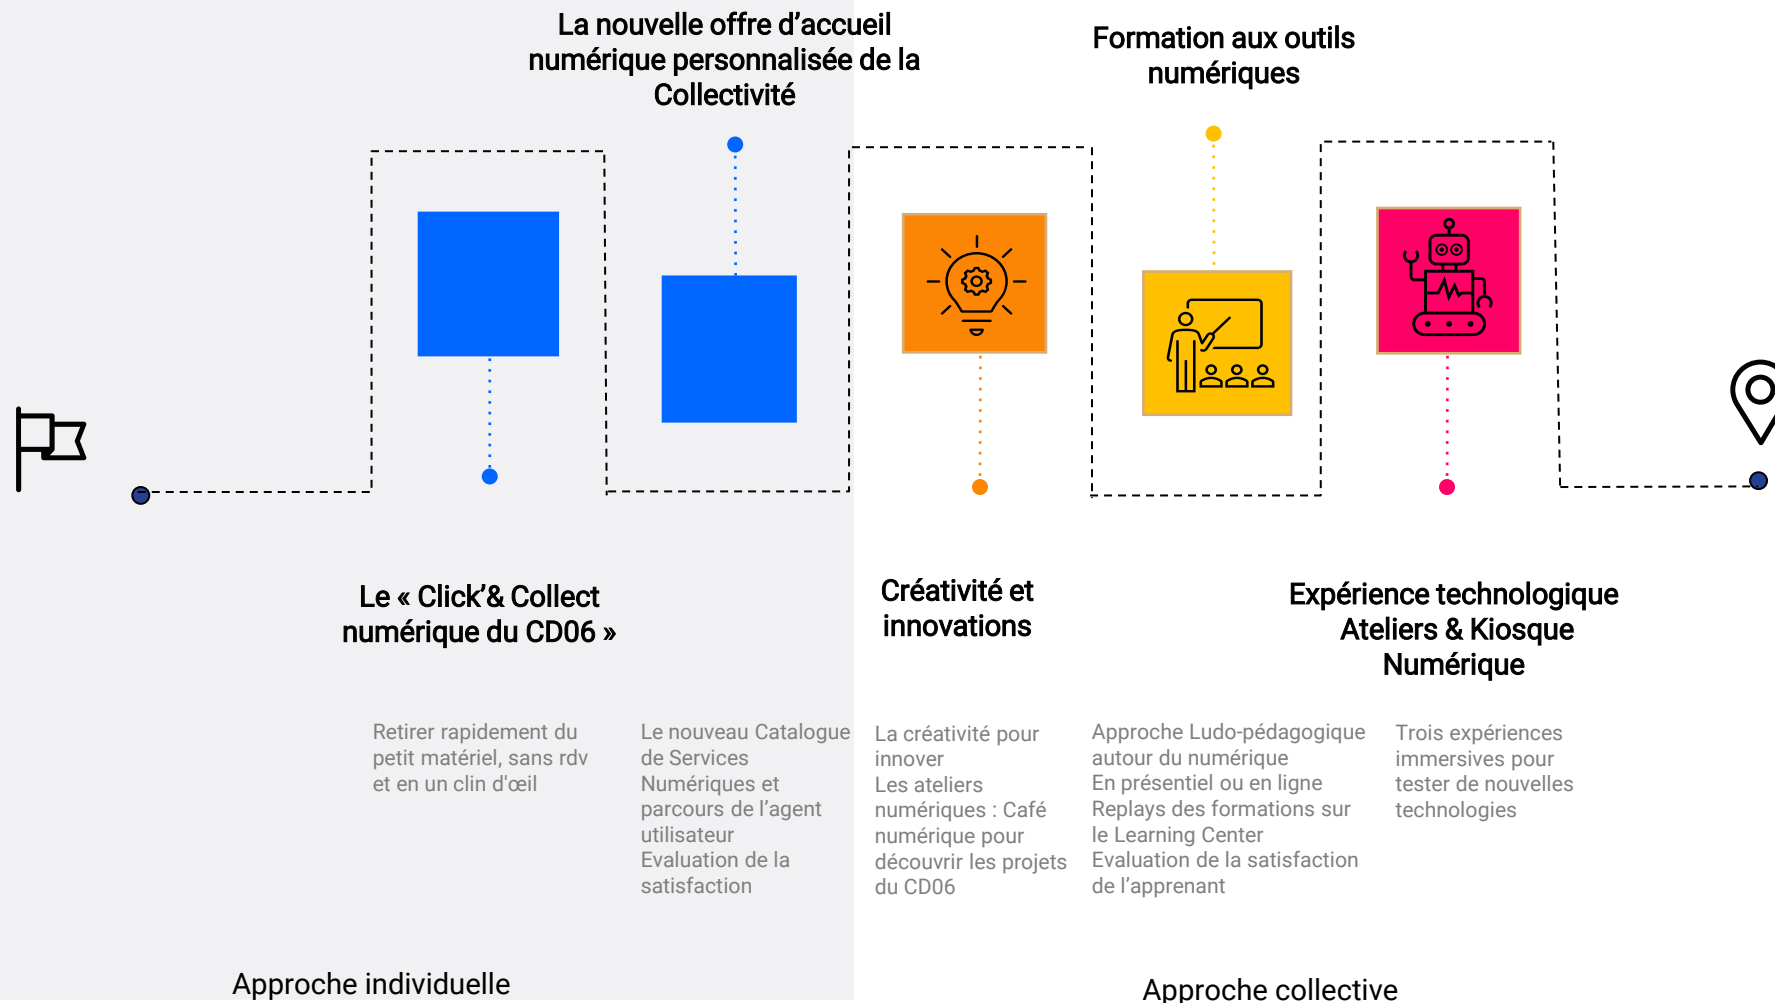 La nouvelle offre d’accueil
numérique personnalisée de la
Collectivité
Formation aux outils
numériques
Le « Click’& Collect
numérique du CD06 »
Créativité et
innovations
Expérience technologique
Ateliers & Kiosque
Numérique
Retirer rapidement du
petit matériel, sans rdv
et en un clin d'œil
Le nouveau Catalogue
de Services
Numériques et
parcours de l’agent
utilisateur
Evaluation de la
satisfaction
La créativité pour
innover
Les ateliers
numériques : Café
numérique pour
découvrir les projets
du CD06
Approche Ludo-pédagogique
autour du numérique
En présentiel ou en ligne
Replays des formations sur
le Learning Center
Evaluation de la satisfaction
de l’apprenant
Trois expériences
immersives pour
tester de nouvelles
technologies
Approche individuelle
Approche collective